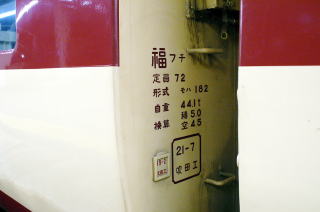 福フチ
定員 72
形式 モハ 182
自重 44.1t
換算 積 5.0
空 4.5
21-7
吹田工